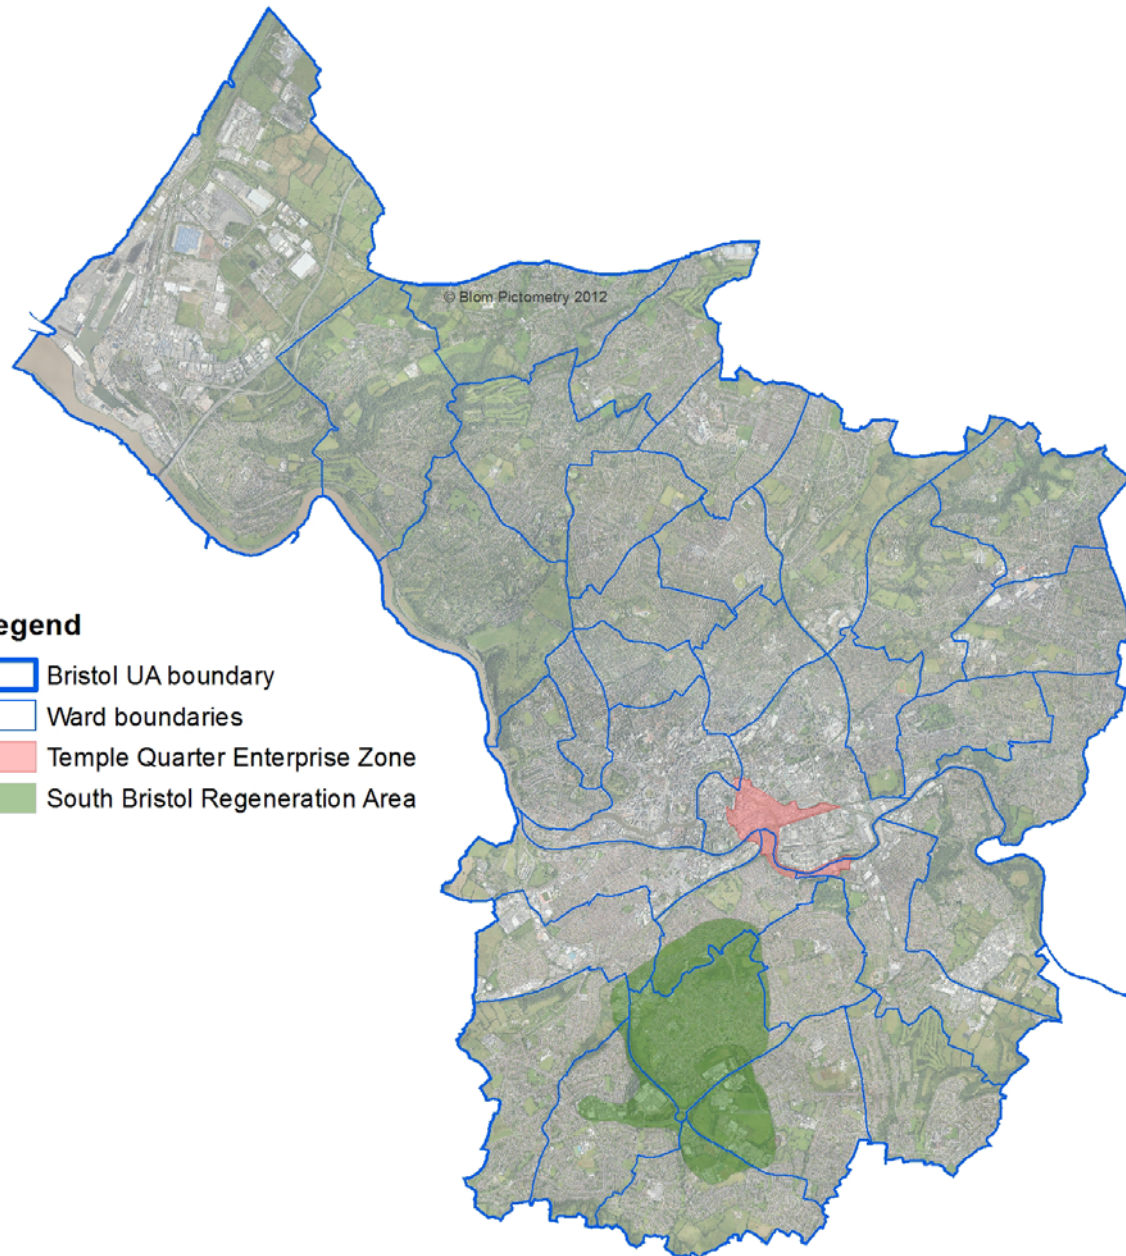 © Blom Pictometry 2012
egend
Bristol UA boundary
Ward boundaries
Temple Quarter Enterprise Zone
South Bristol Regeneration Area